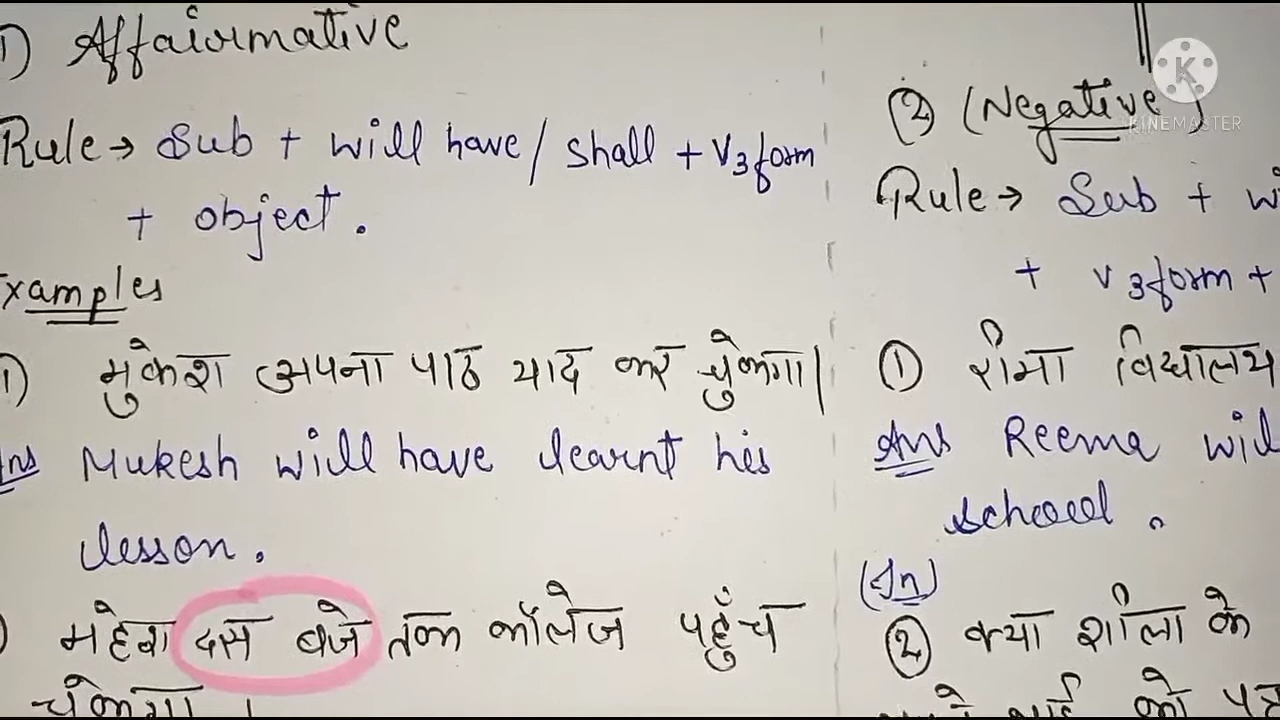 1) Affairmative
Rule → Sub + will have / shall + V3 form
+ object.
Examples
1) मुकेश अपना पाठ याद कर चुकेगा।
Ans Mukesh will have learnt his
lesson.
महेश दस बजे तक कॉलेज पहुँच
चुकेगा।
② (Negative)
Rule → Sub +
+ V3 form +
① रीमा विद्यालय
Ans Reema will
school.
(In)
② क्या शीला के
भाई को
KINEMASTER